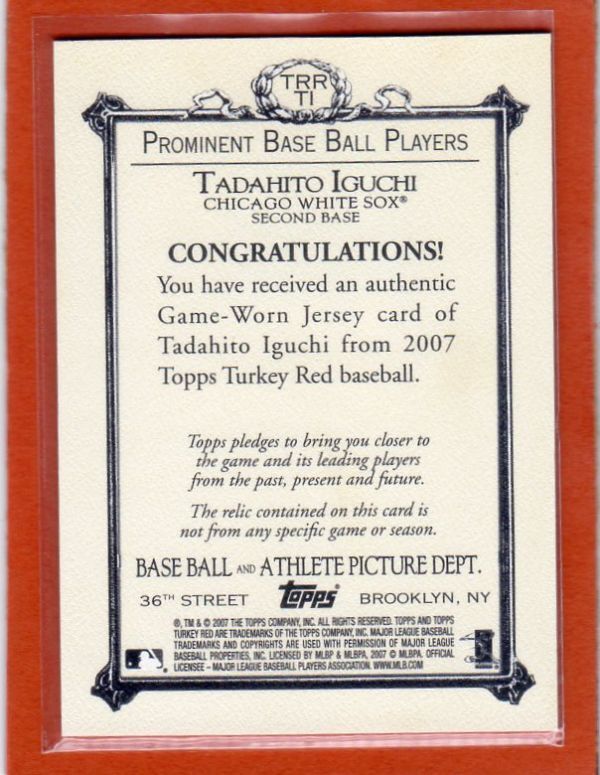 TRR
TI
PROMINENT BASE BALL PLAYERS
TADAHITO IGUCHI
CHICAGO WHITE SOX®
SECOND BASE
CONGRATULATIONS!
You have received an authentic
Game-Worn Jersey card of
Tadahito Iguchi from 2007
Topps Turkey Red baseball.
Topps pledges to bring you closer to
the game and its leading players
from the past, present and future.
The relic contained on this card is
not from any specific game or season.
BASE BALL AND ATHLETE PICTURE DEPT.
36TH STREET Topps® BROOKLYN, NY
®, TM & © 2007 THE TOPPS COMPANY, INC. ALL RIGHTS RESERVED. TOPPS AND TOPPS
TURKEY RED ARE TRADEMARKS OF THE TOPPS COMPANY, INC. MAJOR LEAGUE BASEBALL
TRADEMARKS AND COPYRIGHTS ARE USED WITH PERMISSION OF MAJOR LEAGUE
BASEBALL PROPERTIES, INC. LICENSED BY MLBP & MLBPA, 2007 © MLBPA. OFFICIAL
LICENSEE – MAJOR LEAGUE BASEBALL PLAYERS ASSOCIATION. WWW.MLB.COM